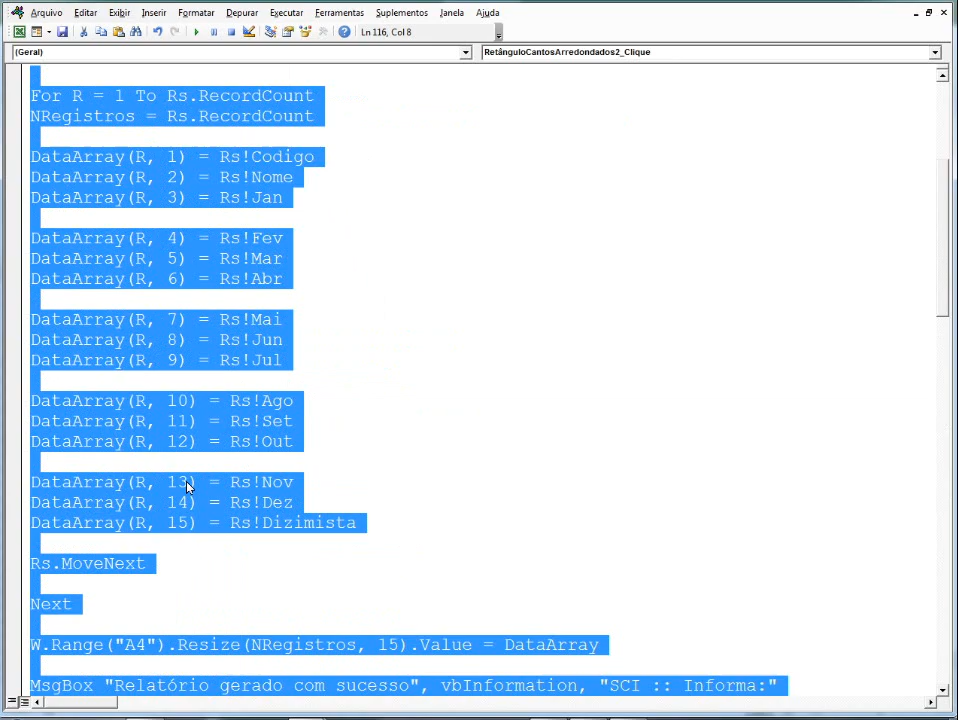 Arquivo Editar Exibir Inserir Formatar Depurar Executar Ferramentas Suplementos Janela Ajuda
Ln 116, Col 8
(Geral) RetânguloCantosArredondados2_Clique
For R = 1 To Rs.RecordCount
NRegistros = Rs.RecordCount
DataArray(R, 1) = Rs!Codigo
DataArray(R, 2) = Rs!Nome
DataArray(R, 3) = Rs!Jan
DataArray(R, 4) = Rs!Fev
DataArray(R, 5) = Rs!Mar
DataArray(R, 6) = Rs!Abr
DataArray(R, 7) = Rs!Mai
DataArray(R, 8) = Rs!Jun
DataArray(R, 9) = Rs!Jul
DataArray(R, 10) = Rs!Ago
DataArray(R, 11) = Rs!Set
DataArray(R, 12) = Rs!Out
DataArray(R, 13) = Rs!Nov
DataArray(R, 14) = Rs!Dez
DataArray(R, 15) = Rs!Dizimista
Rs.MoveNext
Next
W.Range("A4").Resize(NRegistros, 15).Value = DataArray
MsgBox "Relatório gerado com sucesso", vbInformation, "SCI :: Informa:"